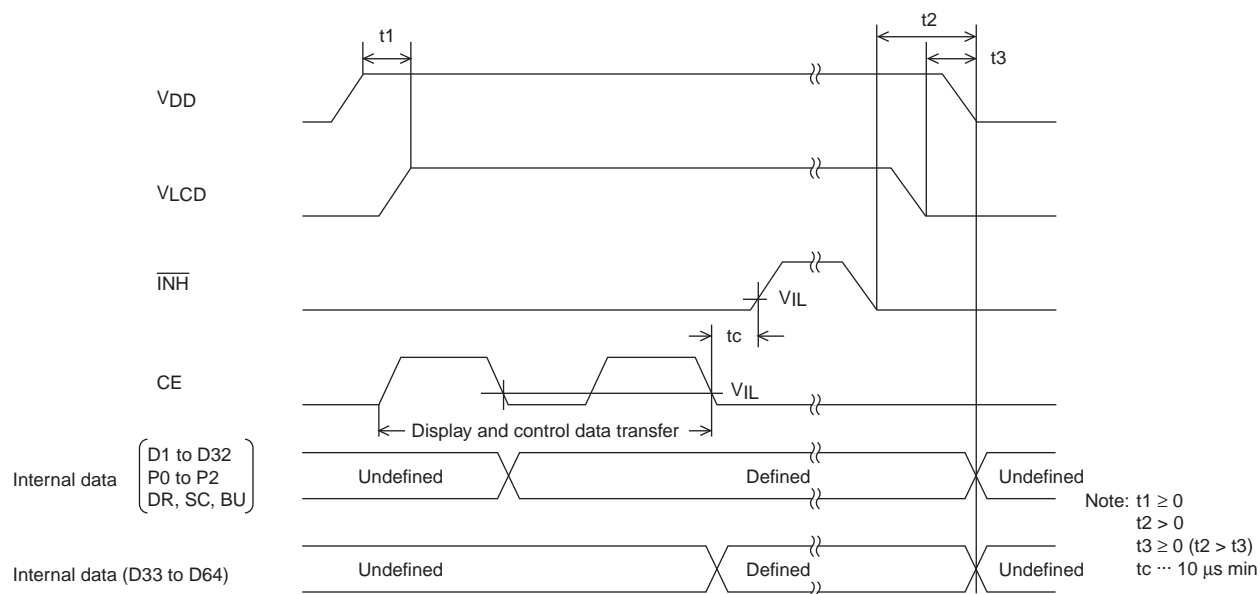 t1
t2
t3
VDD
VLCD
INH
VIL
tc
CE
VIL
Display and control data transfer
Internal data
D1 to D32
P0 to P2
DR, SC, BU
Undefined
Defined
Undefined
Internal data (D33 to D64)
Undefined
Defined
Undefined
Note: t1 ≥ 0
t2 > 0
t3 ≥ 0 (t2 > t3)
tc ··· 10 μs min